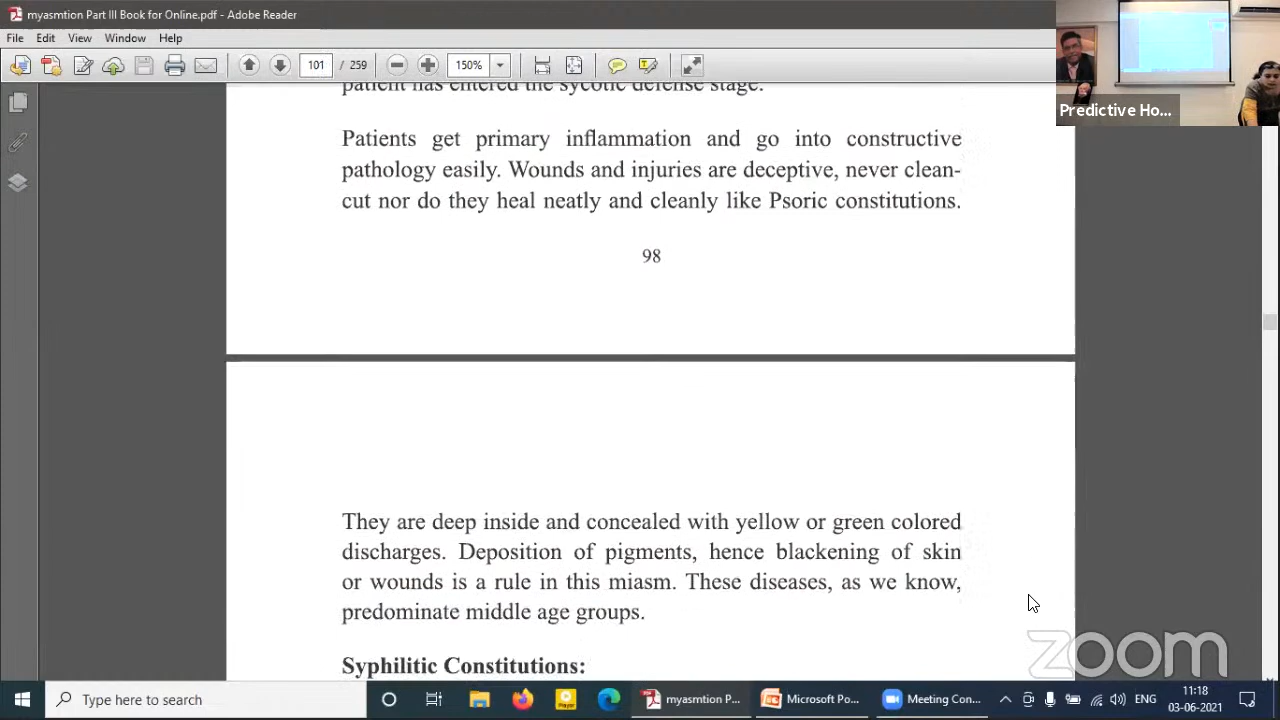 myasmtion Part III Book for Online.pdf - Adobe Reader
File Edit View Window Help
101 / 259 150%
Predictive Ho...
patient has entered the sycotic defense stage.
Patients get primary inflammation and go into constructive
pathology easily. Wounds and injuries are deceptive, never clean-
cut nor do they heal neatly and cleanly like Psoric constitutions.
98
They are deep inside and concealed with yellow or green colored
discharges. Deposition of pigments, hence blackening of skin
or wounds is a rule in this miasm. These diseases, as we know,
predominate middle age groups.
Syphilitic Constitutions:
zoom
Type here to search
myasmtion P...
Microsoft Po...
Meeting Con...
ENG
11:18
03-06-2021